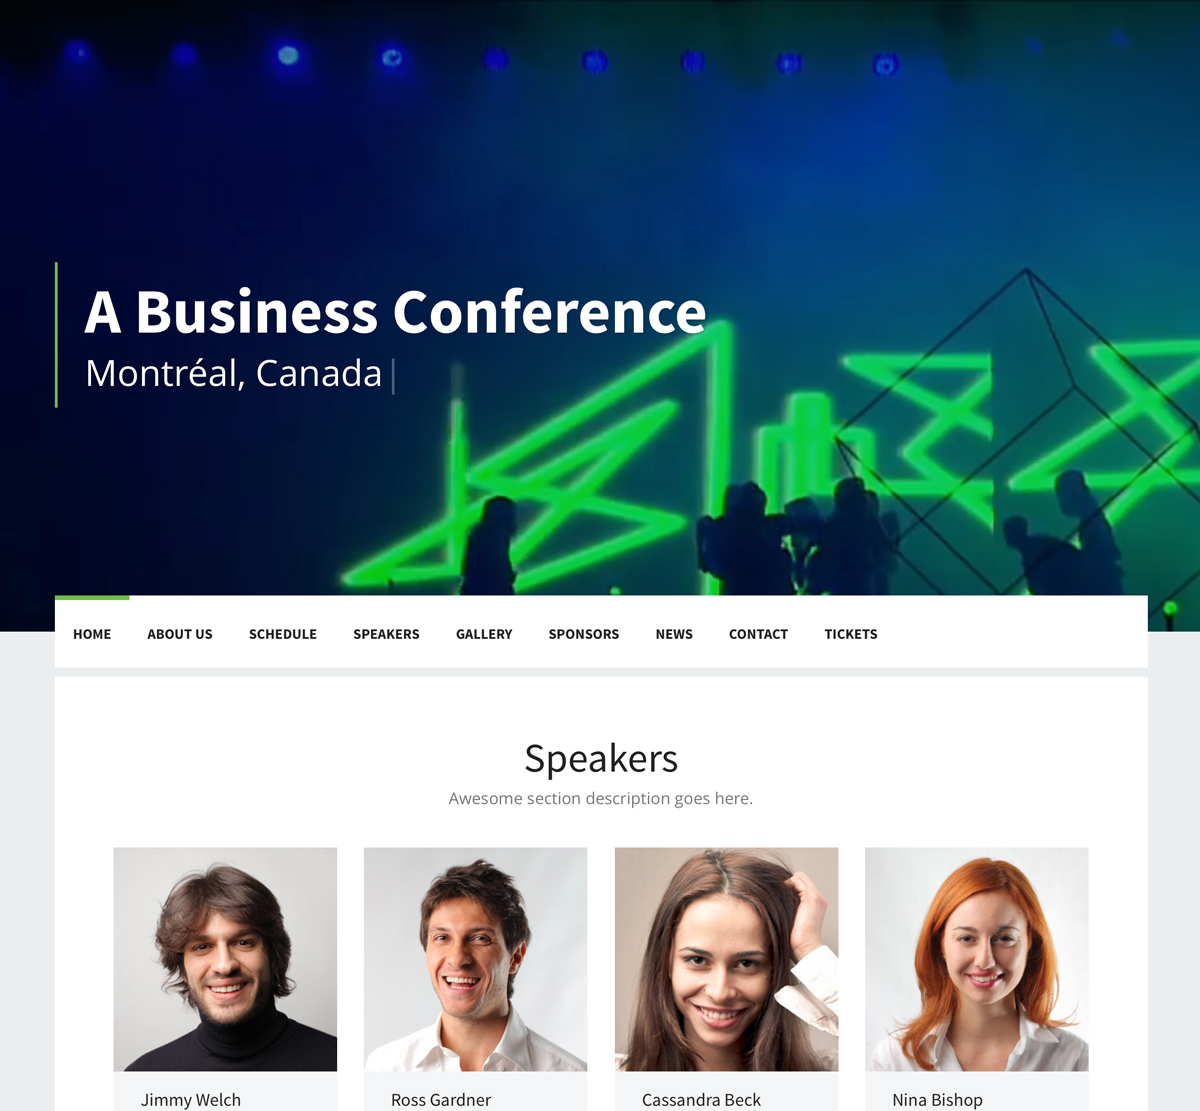 A Business Conference
Montréal, Canada
HOME ABOUT US SCHEDULE SPEAKERS GALLERY SPONSORS NEWS CONTACT TICKETS
Speakers
Awesome section description goes here.
Jimmy Welch Ross Gardner Cassandra Beck Nina Bishop